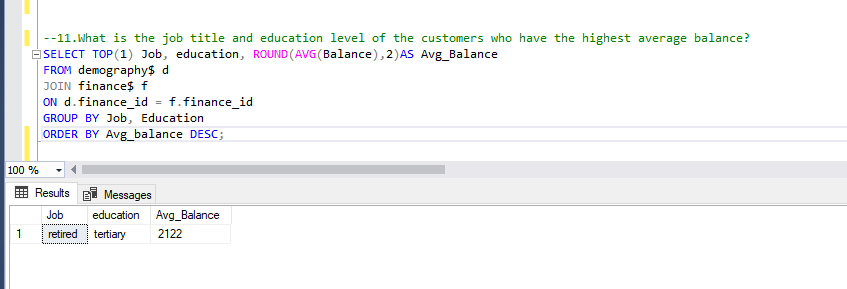 --11.What is the job title and education level of the customers who have the highest average balance?
SELECT TOP(1) Job, education, ROUND(AVG(Balance),2)AS Avg_Balance
FROM demography$ d
JOIN finance$ f
ON d.finance_id = f.finance_id
GROUP BY Job, Education
ORDER BY Avg_balance DESC;
100 %
Results Messages
Job education Avg_Balance
1 retired tertiary 2122